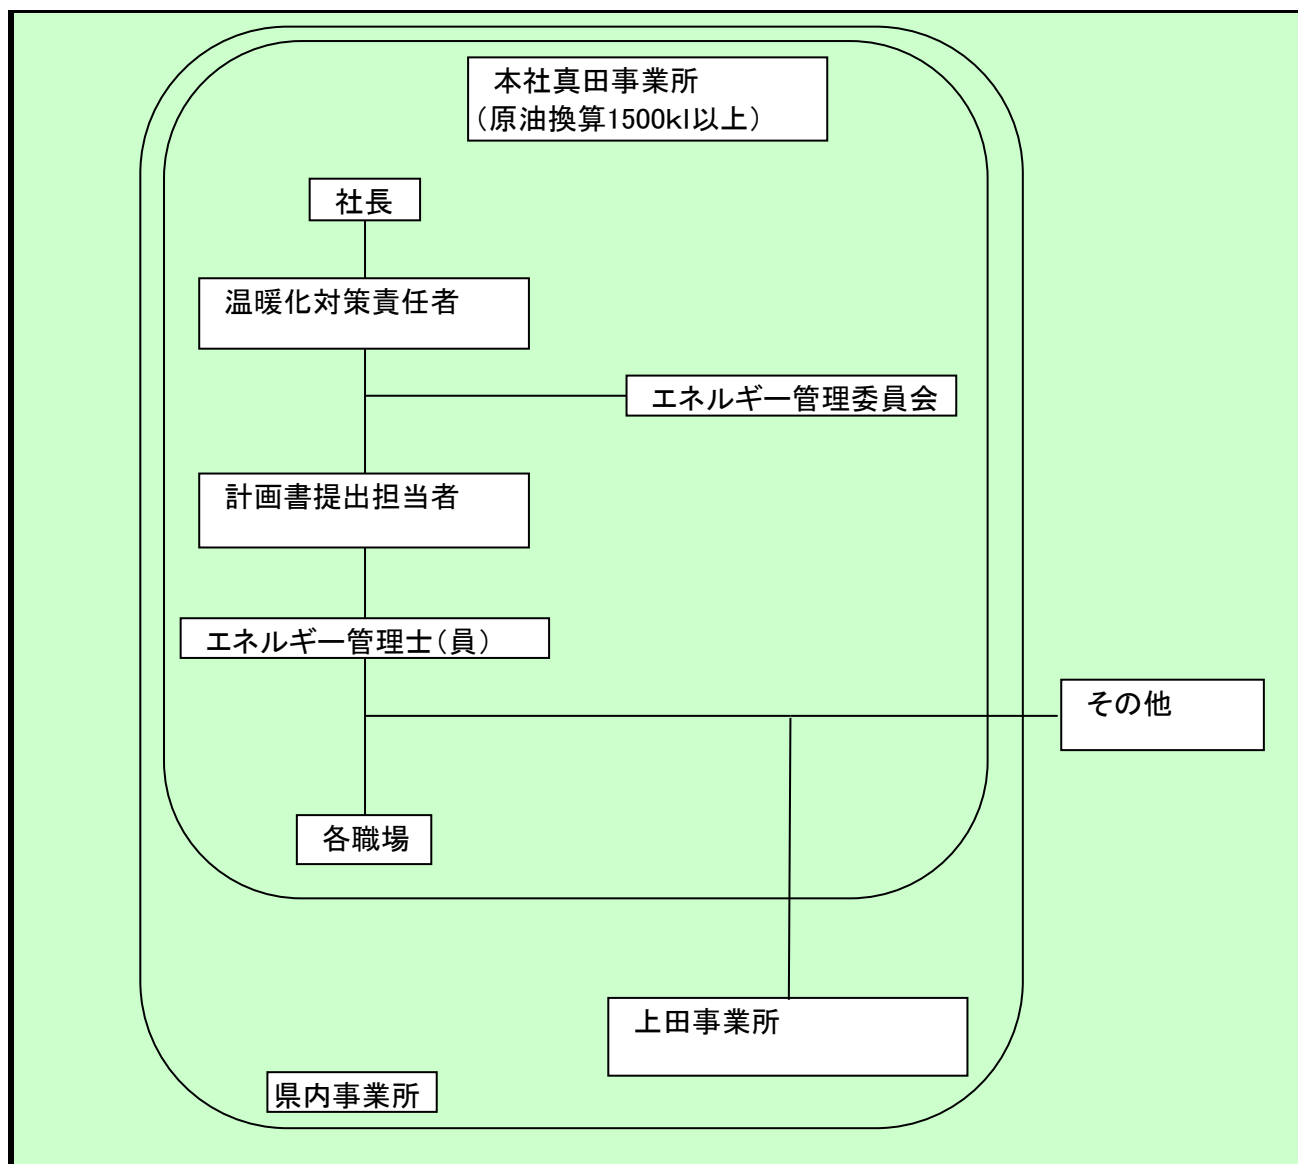 本社真田事業所
（原油換算1500kl以上）
社長
温暖化対策責任者
エネルギー管理委員会
計画書提出担当者
エネルギー管理士（員）
その他
各職場
上田事業所
県内事業所